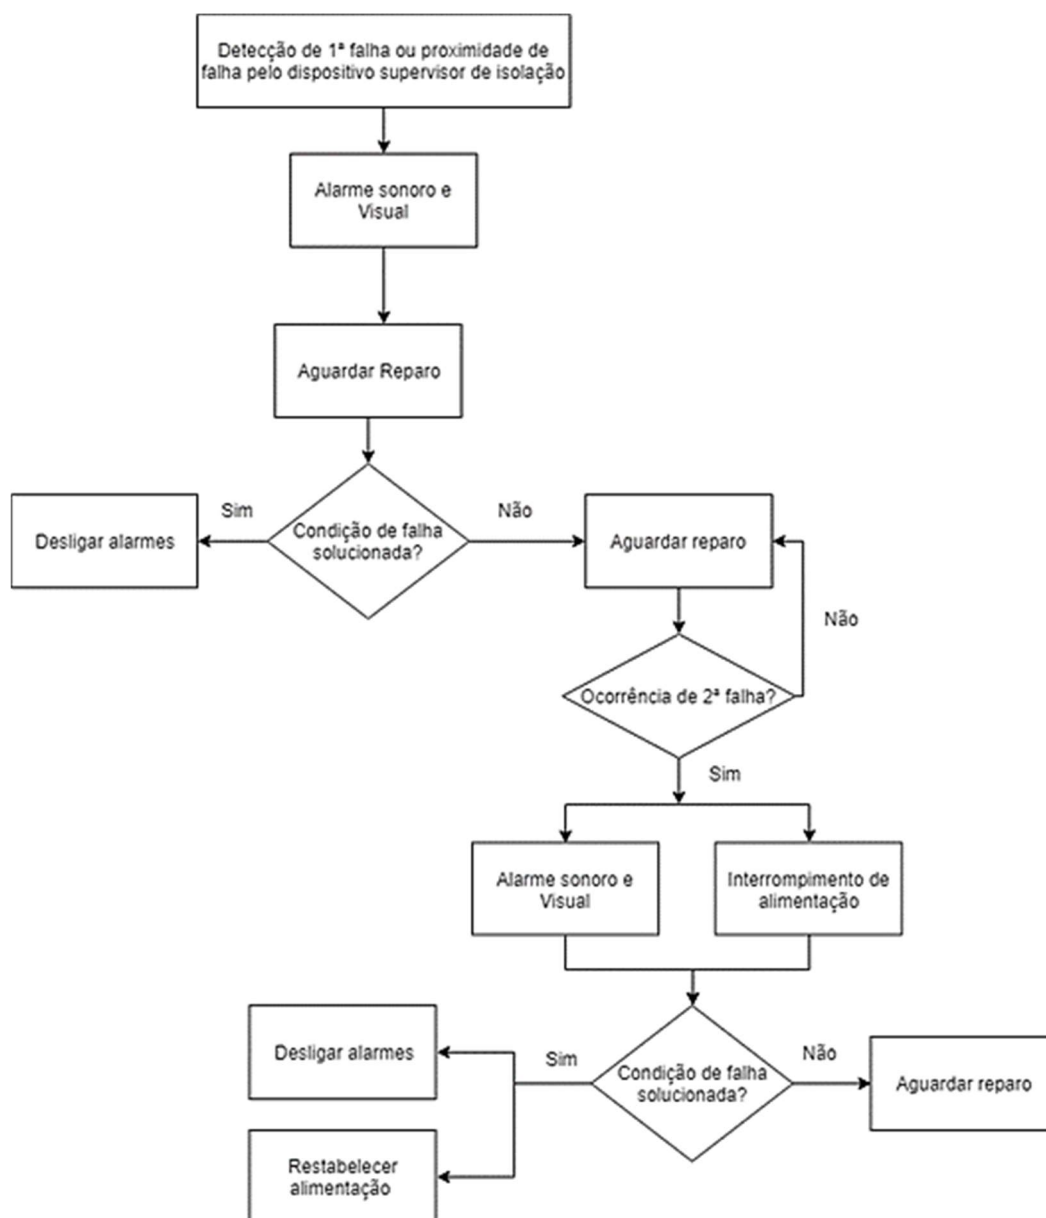 Detecção de 1ª falha ou proximidade de
falha pelo dispositivo supervisor de isolação
Alarme sonoro e
Visual
Aguardar Reparo
Condição de falha
solucionada?
Sim
Não
Desligar alarmes
Aguardar reparo
Não
Ocorrência de 2ª falha?
Sim
Alarme sonoro e
Visual
Interrompimento de
alimentação
Condição de falha
solucionada?
Sim
Não
Desligar alarmes
Aguardar reparo
Restabelecer
alimentação